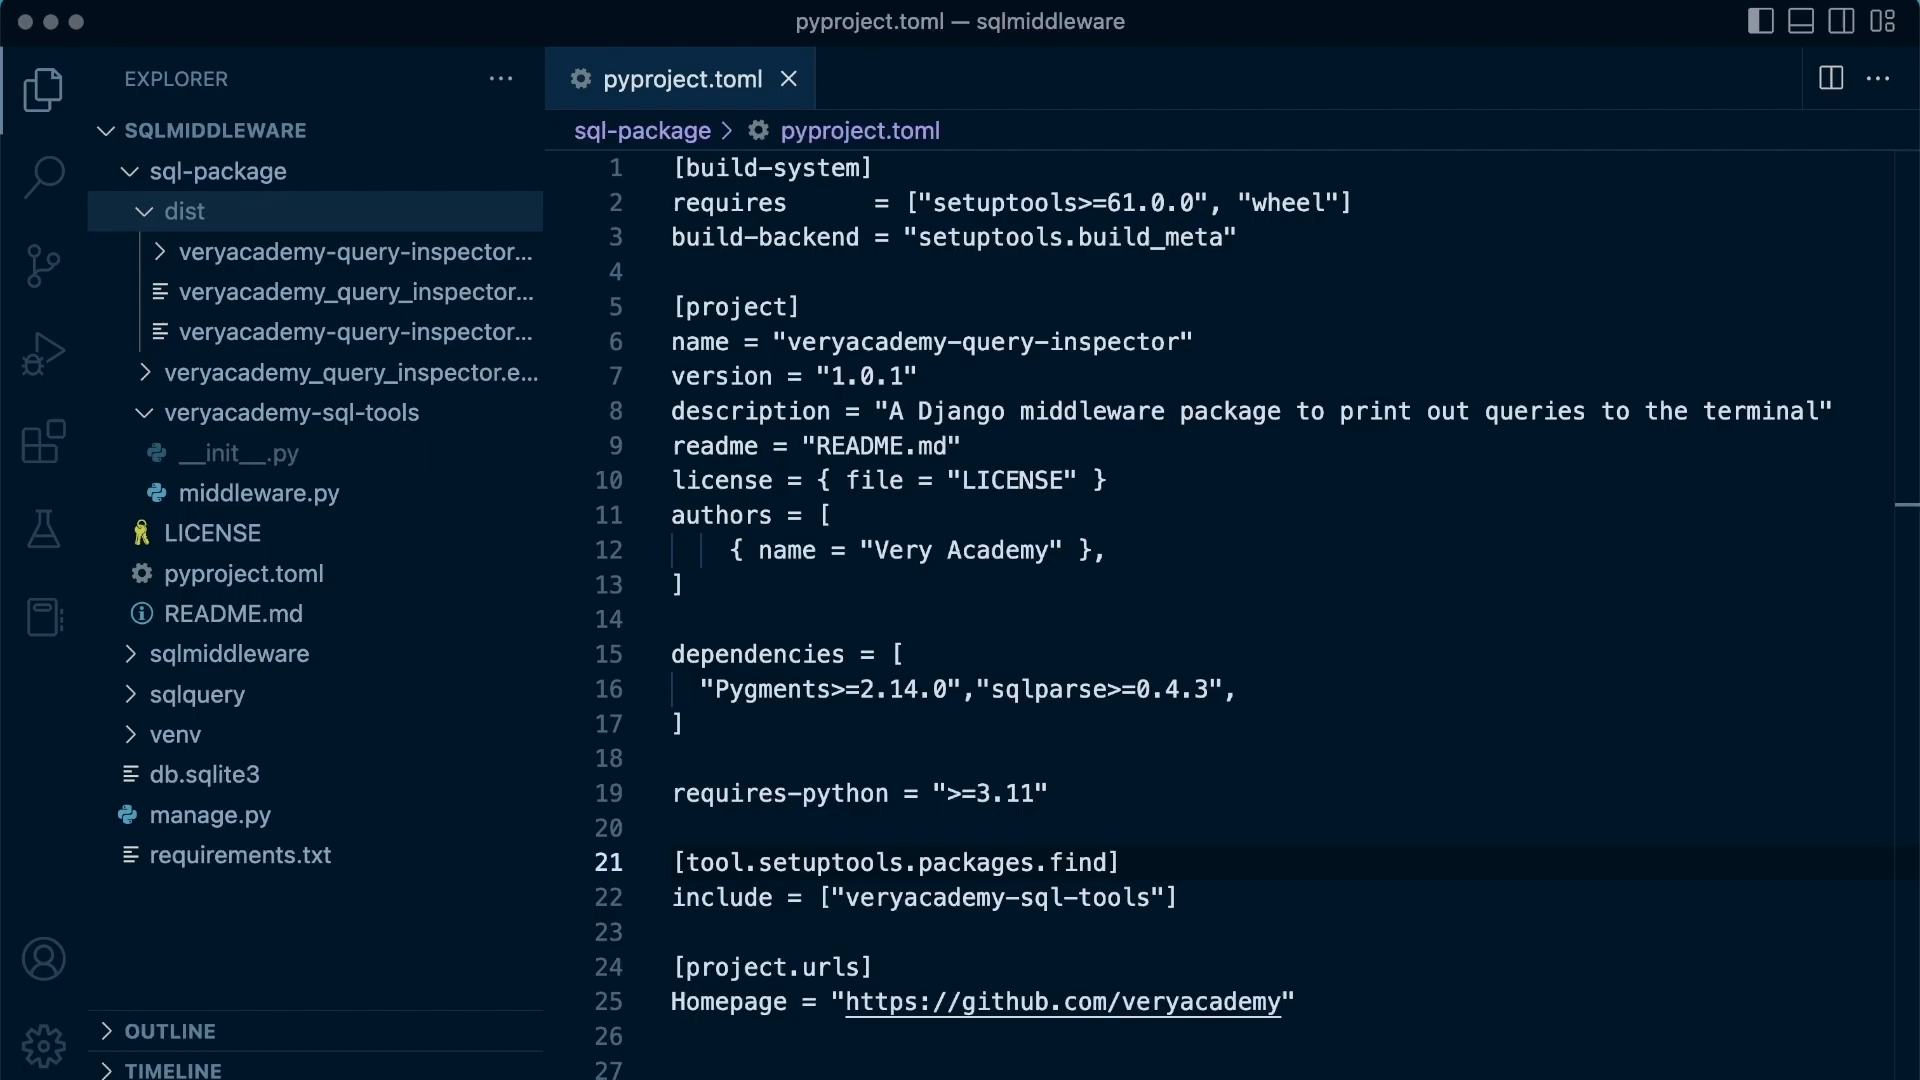 pyproject.toml — sqlmiddleware
EXPLORER
SQLMIDDLEWARE
sql-package
dist
veryacademy-query-inspector...
veryacademy_query_inspector...
veryacademy-query-inspector...
veryacademy_query_inspector.e...
veryacademy-sql-tools
__init__.py
middleware.py
LICENSE
pyproject.toml
README.md
sqlmiddleware
sqlquery
venv
db.sqlite3
manage.py
requirements.txt
OUTLINE
TIMELINE
pyproject.toml
sql-package > pyproject.toml
1 [build-system]
2 requires      = ["setuptools>=61.0.0", "wheel"]
3 build-backend = "setuptools.build_meta"
4
5 [project]
6 name = "veryacademy-query-inspector"
7 version = "1.0.1"
8 description = "A Django middleware package to print out queries to the terminal"
9 readme = "README.md"
10 license = { file = "LICENSE" }
11 authors = [
12     { name = "Very Academy" },
13 ]
14
15 dependencies = [
16   "Pygments>=2.14.0","sqlparse>=0.4.3",
17 ]
18
19 requires-python = ">=3.11"
20
21 [tool.setuptools.packages.find]
22 include = ["veryacademy-sql-tools"]
23
24 [project.urls]
25 Homepage = "https://github.com/veryacademy"
26
27